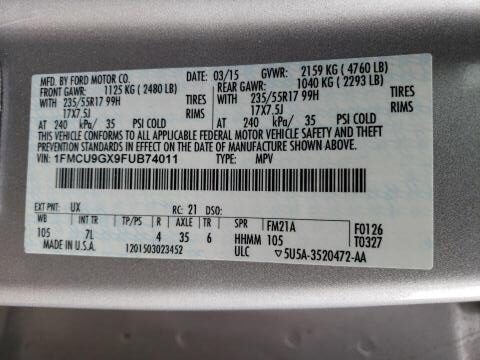 MFD. BY FORD MOTOR CO. 03/15 GVWR: 2159 KG ( 4760 LB)
FRONT GAWR: 1125 KG ( 2480 LB) REAR GAWR: 1040 KG ( 2293 LB)
WITH 235/55R17 99H TIRES WITH 235/55R17 99H TIRES
17X7.5J RIMS 17X7.5J RIMS
AT 240 kPa/ 35 PSI COLD AT 240 kPa/ 35 PSI COLD
THIS VEHICLE CONFORMS TO ALL APPLICABLE FEDERAL MOTOR VEHICLE SAFETY AND THEFT PREVENTION STANDARDS IN
EFFECT ON THE DATE OF MANUFACTURE SHOWN ABOVE.
VIN: 1FMCU9GX9FUB74011 TYPE: MPV
EXT PNT: UX RC: 21 DSO:
WB INT TR TP/PS R AXLE TR SPR FM21A F0126
105 7L 4 35 6 HHMM 105 T0327
MADE IN U.S.A. 1201503023452 ULC ▽5U5A-3520472-AA